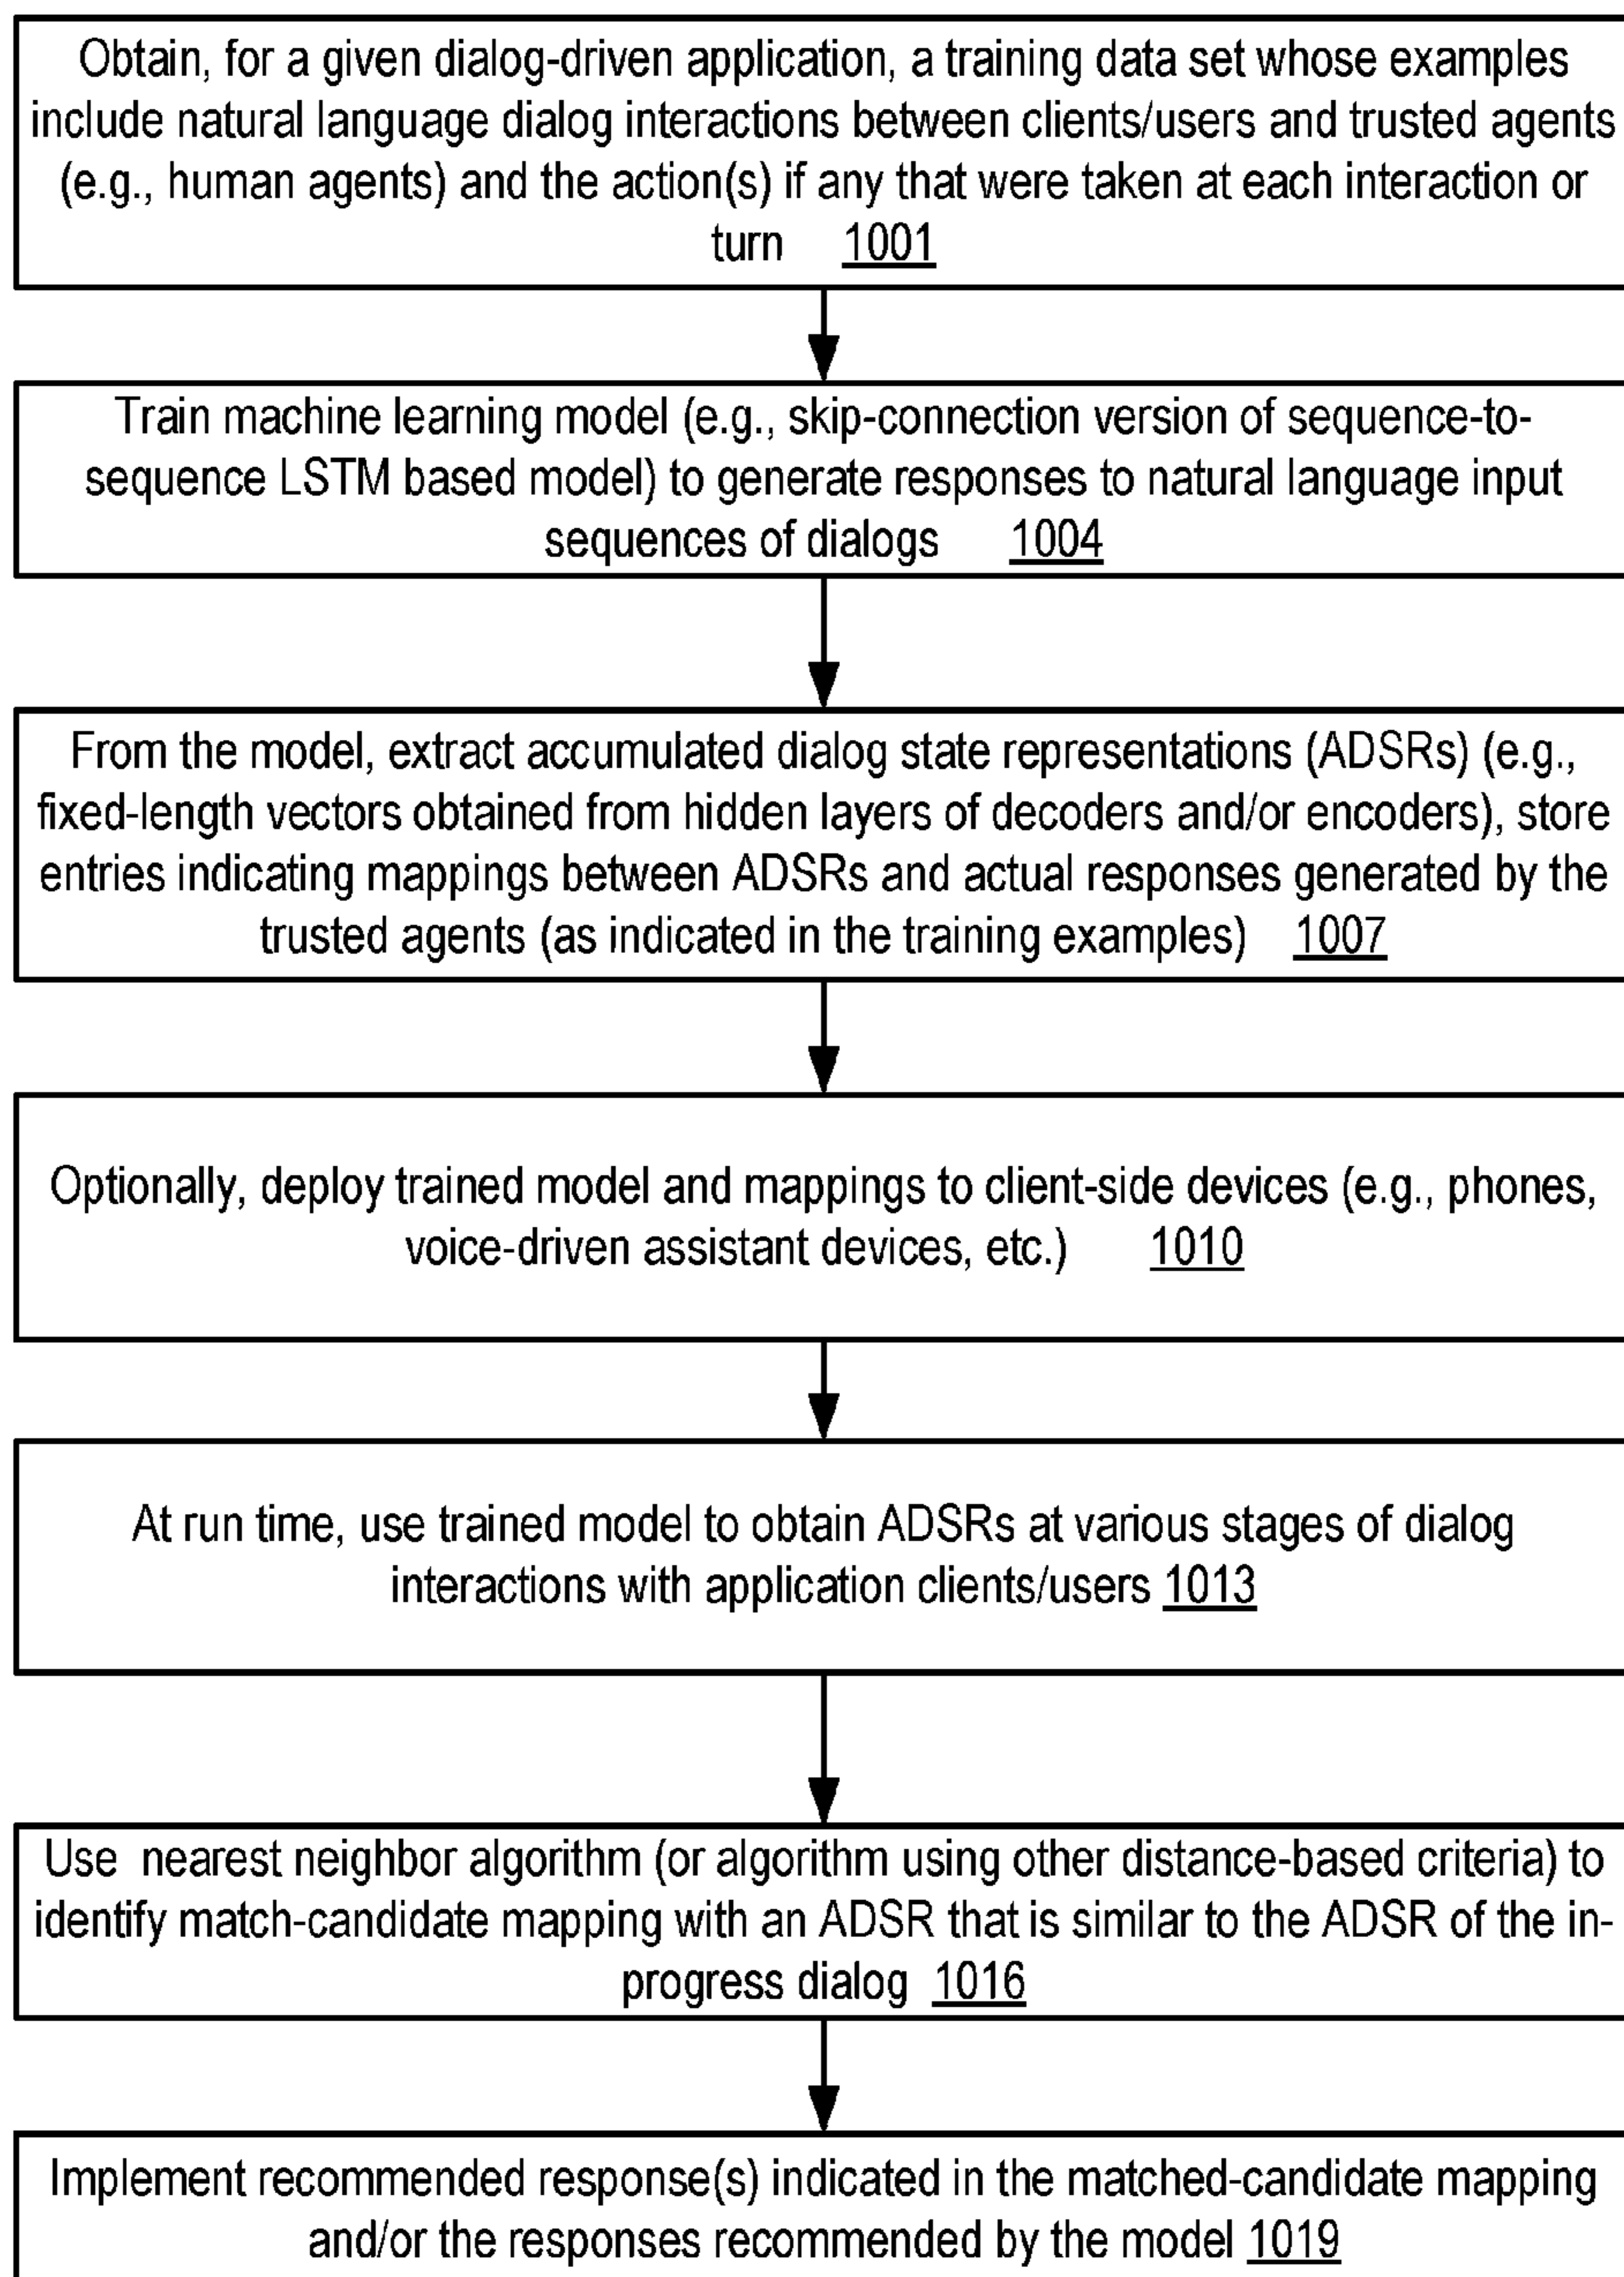 Obtain, for a given dialog-driven application, a training data set whose examples
include natural language dialog interactions between clients/users and trusted agents
(e.g., human agents) and the action(s) if any that were taken at each interaction or
turn 1001
Train machine learning model (e.g., skip-connection version of sequence-to-
sequence LSTM based model) to generate responses to natural language input
sequences of dialogs 1004
From the model, extract accumulated dialog state representations (ADSRs) (e.g.,
fixed-length vectors obtained from hidden layers of decoders and/or encoders), store
entries indicating mappings between ADSRs and actual responses generated by the
trusted agents (as indicated in the training examples) 1007
Optionally, deploy trained model and mappings to client-side devices (e.g., phones,
voice-driven assistant devices, etc.) 1010
At run time, use trained model to obtain ADSRs at various stages of dialog
interactions with application clients/users 1013
Use nearest neighbor algorithm (or algorithm using other distance-based criteria) to
identify match-candidate mapping with an ADSR that is similar to the ADSR of the in-
progress dialog 1016
Implement recommended response(s) indicated in the matched-candidate mapping
and/or the responses recommended by the model 1019